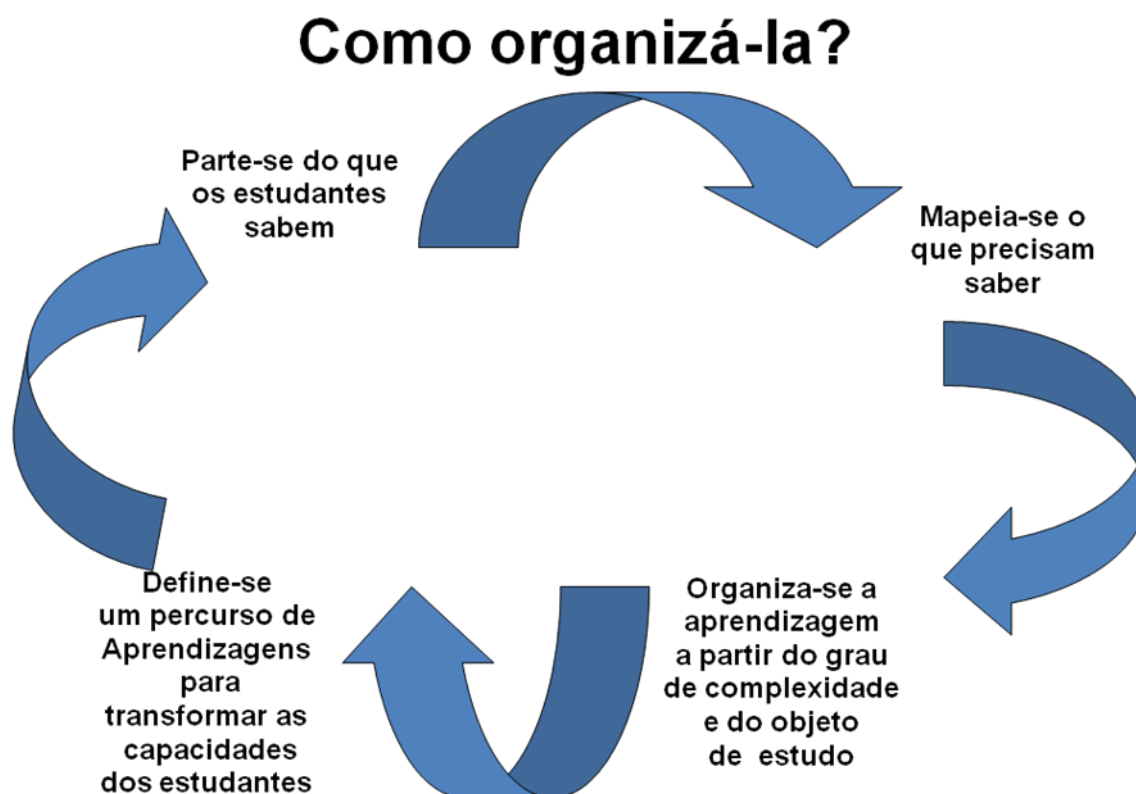 Como organizá-la?
Parte-se do que
os estudantes
sabem
Mapeia-se o
que precisam
saber
Organiza-se a
aprendizagem
a partir do grau
de complexidade
e do objeto
de estudo
Define-se
um percurso de
Aprendizagens
para
transformar as
capacidades
dos estudantes